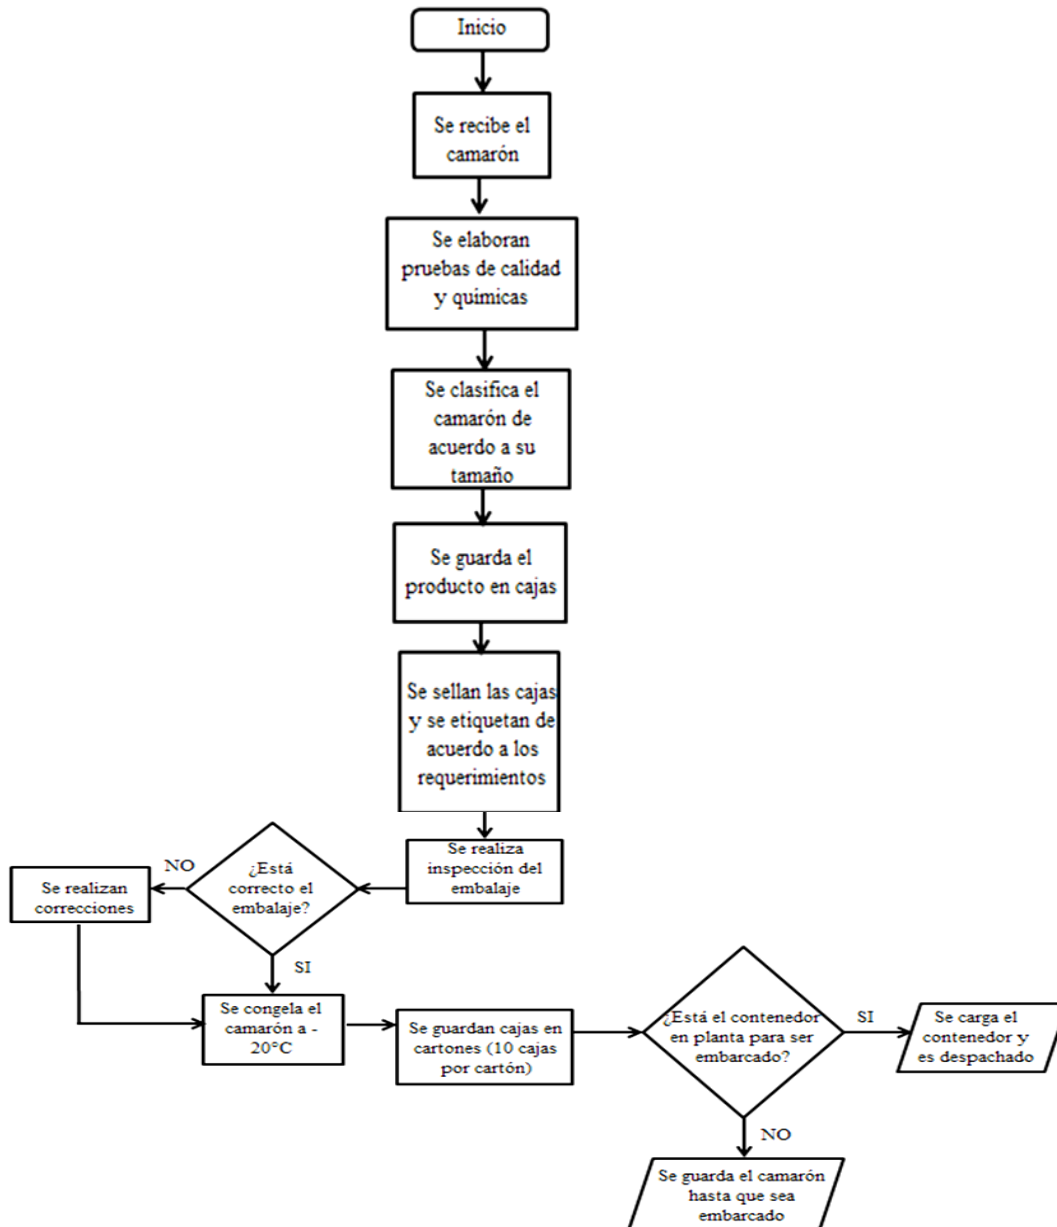 Inicio
Se recibe el
camarón
Se elaboran
pruebas de calidad
y químicas
Se clasifica el
camarón de
acuerdo a su
tamaño
Se guarda el
producto en cajas
Se sellan las cajas
y se etiquetan de
acuerdo a los
requerimientos
Se realiza
inspección del
embalaje
¿Está
correcto el
embalaje?
NO
Se realizan
correcciones
SI
Se congela el
camarón a -
20°C
Se guardan cajas en
cartones (10 cajas
por cartón)
¿Está el contenedor
en planta para ser
embarcado?
SI
Se carga el
contenedor y
es despachado
NO
Se guarda el camarón
hasta que sea
embarcado